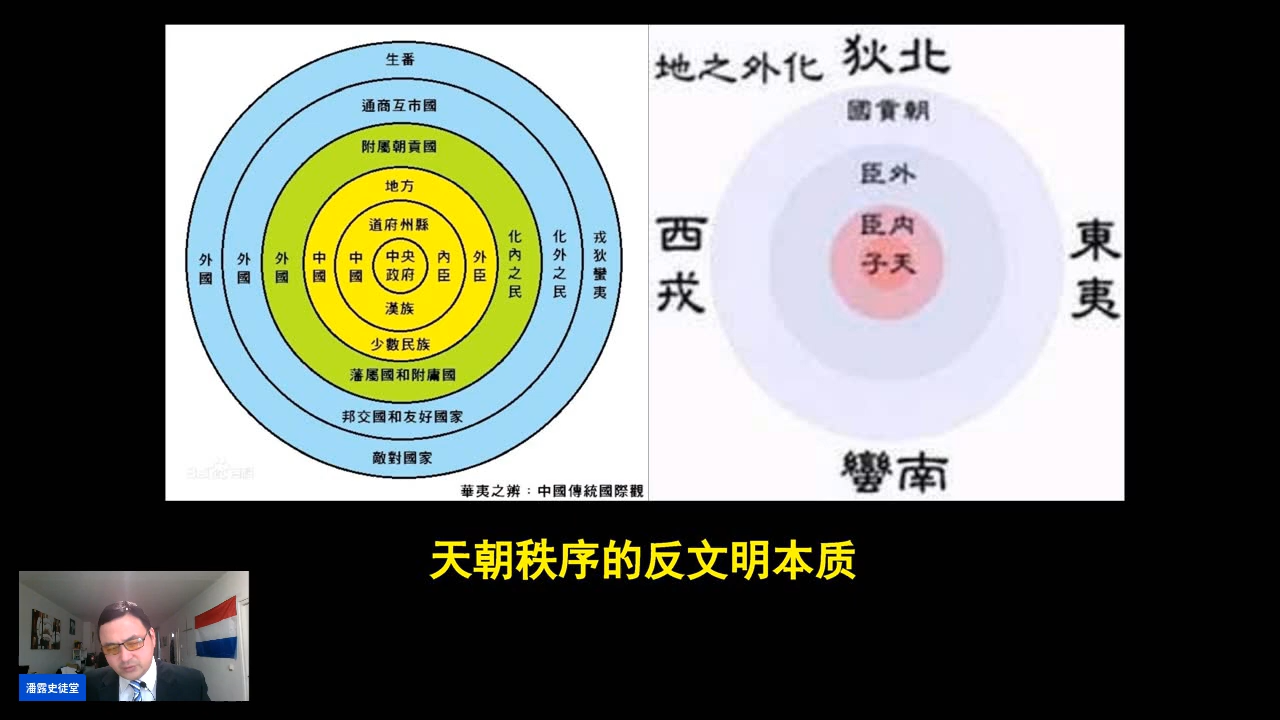 生番
通商互市國
附屬朝貢國
地方
道府州縣
中央
政府
漢族
少數民族
藩屬國和附庸國
邦交國和友好國家
敵對國家
外國
外國
外國
中國
中國
內臣
外臣
化內之民
化外之民
戎狄蠻夷
華夷之辨：中國傳統國際觀
地之外化
狄北
國貢朝
臣外
臣内
子天
西戎
東夷
蠻南
天朝秩序的反文明本质
潘露史徒堂